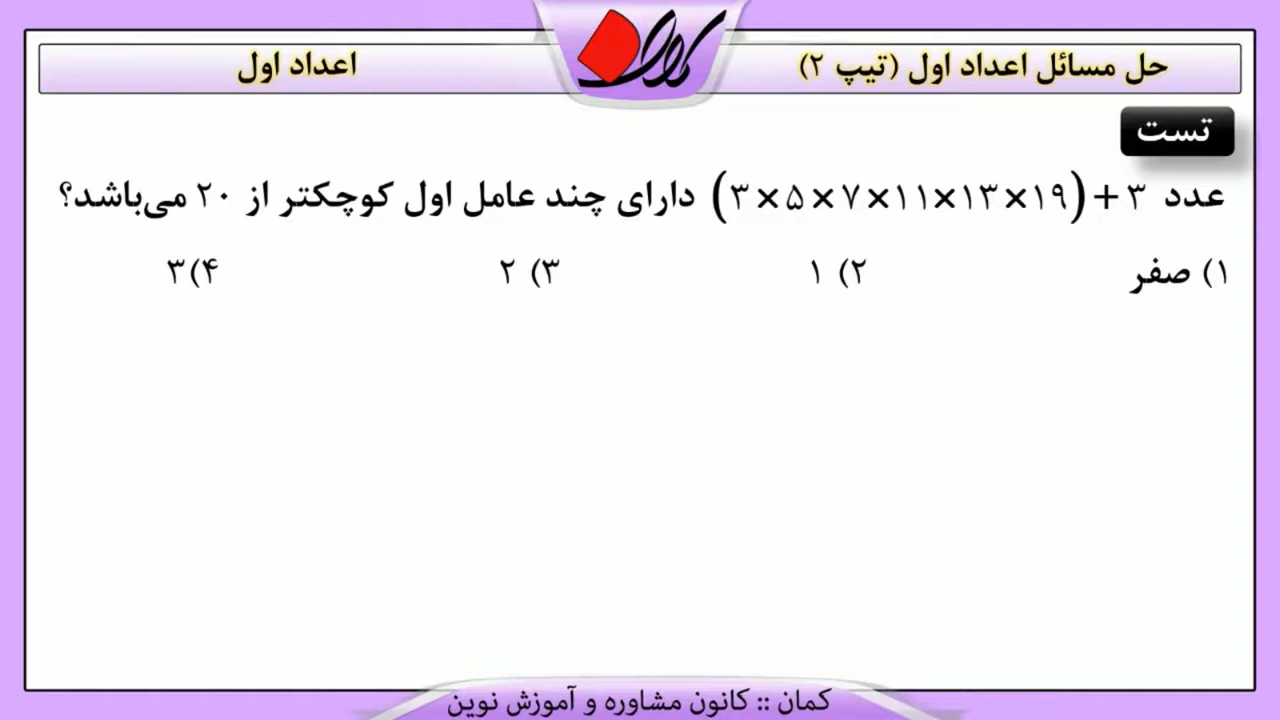 حل مسائل اعداد اول (تیپ ۲)
اعداد اول
تست
عدد ۳ + (۳×۵×۷×۱۱×۱۳×۱۹) دارای چند عامل اول کوچکتر از ۲۰ می‌باشد؟
۱) صفر ۲) ۱ ۳) ۲ ۴) ۳
کمان :: کانون مشاوره و آموزش نوین